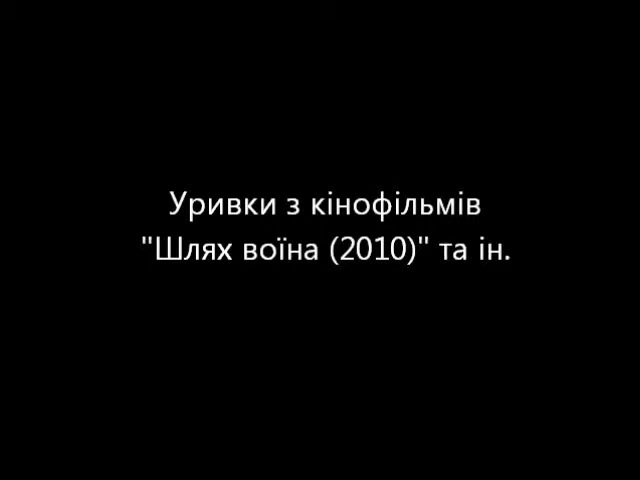 Уривки з кінофільмів
"Шлях воїна (2010)" та ін.